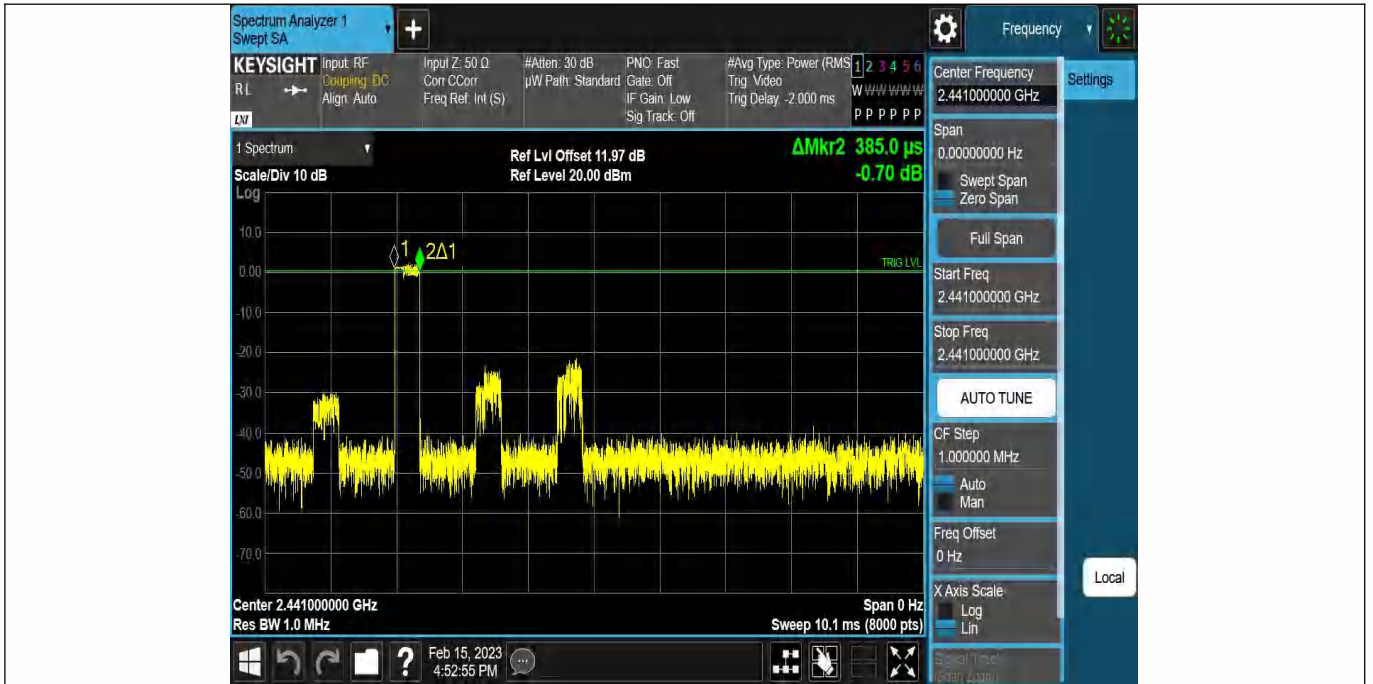 Spectrum Analyzer 1
Swept SA
+
Frequency
KEYSIGHT
RL
LXI
Input: RF
Coupling: DC
Align: Auto
Input Z: 50 Ω
Corr CCorr
Freq Ref: Int (S)
#Atten: 30 dB
µW Path: Standard
PNO: Fast
Gate: Off
IF Gain: Low
Sig Track: Off
#Avg Type: Power (RMS
Trig: Video
Trig Delay: -2.000 ms
1 2 3 4 5 6
W W W W W W
P P P P P P
1 Spectrum
Scale/Div 10 dB
Log
Ref Lvl Offset 11.97 dB
Ref Level 20.00 dBm
ΔMkr2 385.0 µs
-0.70 dB
10.0
0.00
-10.0
-20.0
-30.0
-40.0
-50.0
-60.0
-70.0
1
2Δ1
TRIG LVL
Center 2.441000000 GHz
Res BW 1.0 MHz
Span 0 Hz
Sweep 10.1 ms (8000 pts)
Center Frequency
2.441000000 GHz
Settings
Span
0.00000000 Hz
Swept Span
Zero Span
Full Span
Start Freq
2.441000000 GHz
Stop Freq
2.441000000 GHz
AUTO TUNE
CF Step
1.000000 MHz
Auto
Man
Freq Offset
0 Hz
X Axis Scale
Log
Lin
Signal Track
(Span Zoom)
Local
?
Feb 15, 2023
4:52:55 PM